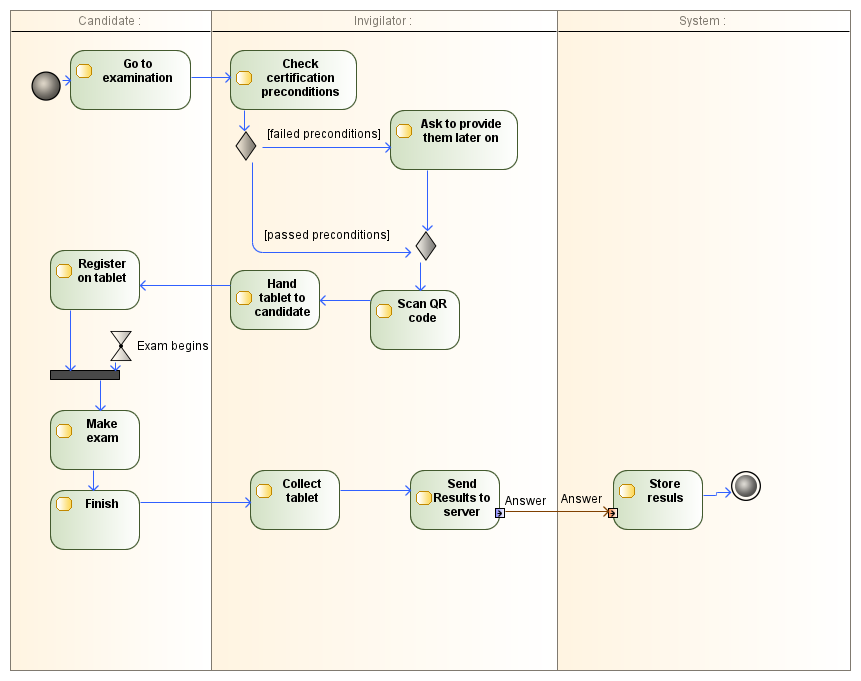 Candidate :
Invigilator :
System :
Go to
examination
Check
certification
preconditions
[failed preconditions]
Ask to provide
them later on
[passed preconditions]
Register
on tablet
Hand
tablet to
candidate
Scan QR
code
Exam begins
Make
exam
Finish
Collect
tablet
Send
Results to
server
Answer
Answer
Store
resuls